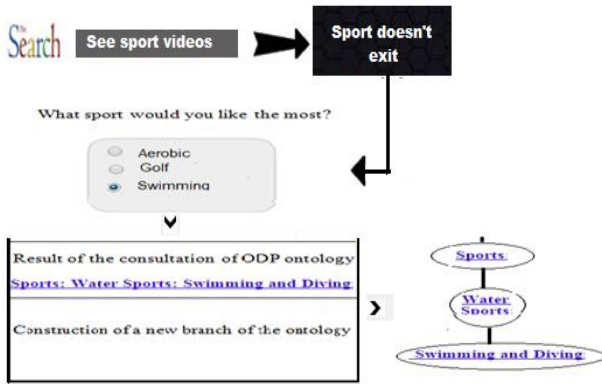 The Search
See sport videos
Sport doesn't
exit
What sport would you like the most?
Aerobic
Golf
Swimming
Result of the consultation of ODP ontology
Sports: Water Sports: Swimming and Diving
Construction of a new branch of the ontology
Sports
Water
Sports
Swimming and Diving